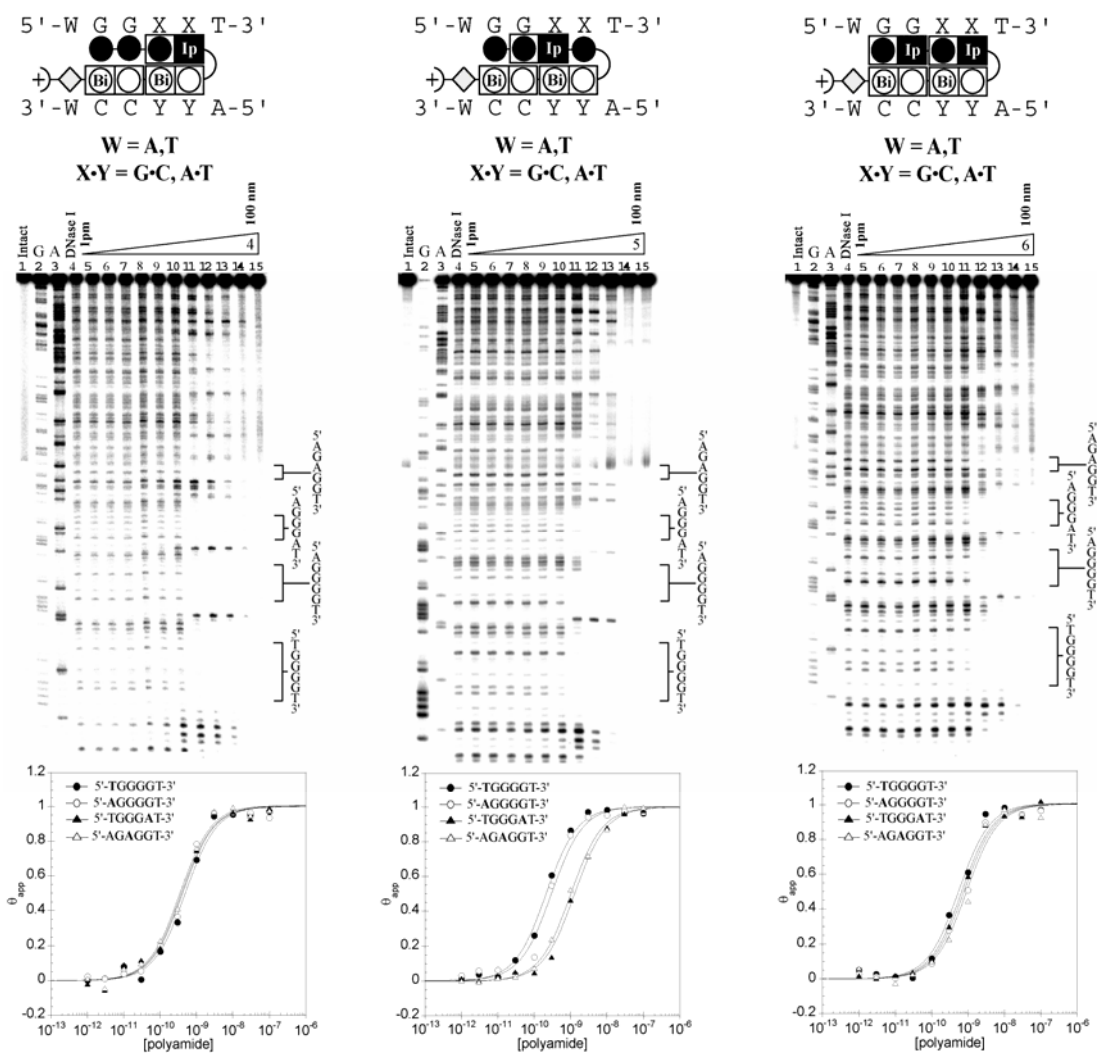 5'-W G G X X T-3'
Ip
Bi Bi
+
3'-W C C Y Y A-5'
W = A,T
X•Y = G•C, A•T
Intact G A DNase I 1pm 4 100 nm
1 2 3 4 5 6 7 8 9 10 11 12 13 14 15
5'AGAGGT3'
5'AGGGAT3'
5'AGGGGT3'
5'TGGGGT3'
5'-W G G X X T-3'
Ip
Bi Bi
+
3'-W C C Y Y A-5'
W = A,T
X•Y = G•C, A•T
Intact G A DNase I 1pm 5 100 nm
1 2 3 4 5 6 7 8 9 10 11 12 13 14 15
5'AGAGGT3'
5'AGGGAT3'
5'AGGGGT3'
5'TGGGGT3'
5'-W G G X X T-3'
Ip Ip
Bi Bi
+
3'-W C C Y Y A-5'
W = A,T
X•Y = G•C, A•T
Intact G A DNase I 1pm 6 100 nm
1 2 3 4 5 6 7 8 9 10 11 12 13 14 15
5'AGAGGT3'
5'AGGGAT3'
5'AGGGGT3'
5'TGGGGT3'
1.2
1
0.8
0.6
0.4
0.2
0
-0.2
θapp
5'-TGGGGT-3'
5'-AGGGGT-3'
5'-TGGGAT-3'
5'-AGAGGT-3'
10-13 10-12 10-11 10-10 10-9 10-8 10-7 10-6
[polyamide]
1.2
1
0.8
0.6
0.4
0.2
0
-0.2
θapp
5'-TGGGGT-3'
5'-AGGGGT-3'
5'-TGGGAT-3'
5'-AGAGGT-3'
10-13 10-12 10-11 10-10 10-9 10-8 10-7 10-6
[polyamide]
1.2
1
0.8
0.6
0.4
0.2
0
-0.2
θapp
5'-TGGGGT-3'
5'-AGGGGT-3'
5'-TGGGAT-3'
5'-AGAGGT-3'
10-13 10-12 10-11 10-10 10-9 10-8 10-7 10-6
[polyamide]